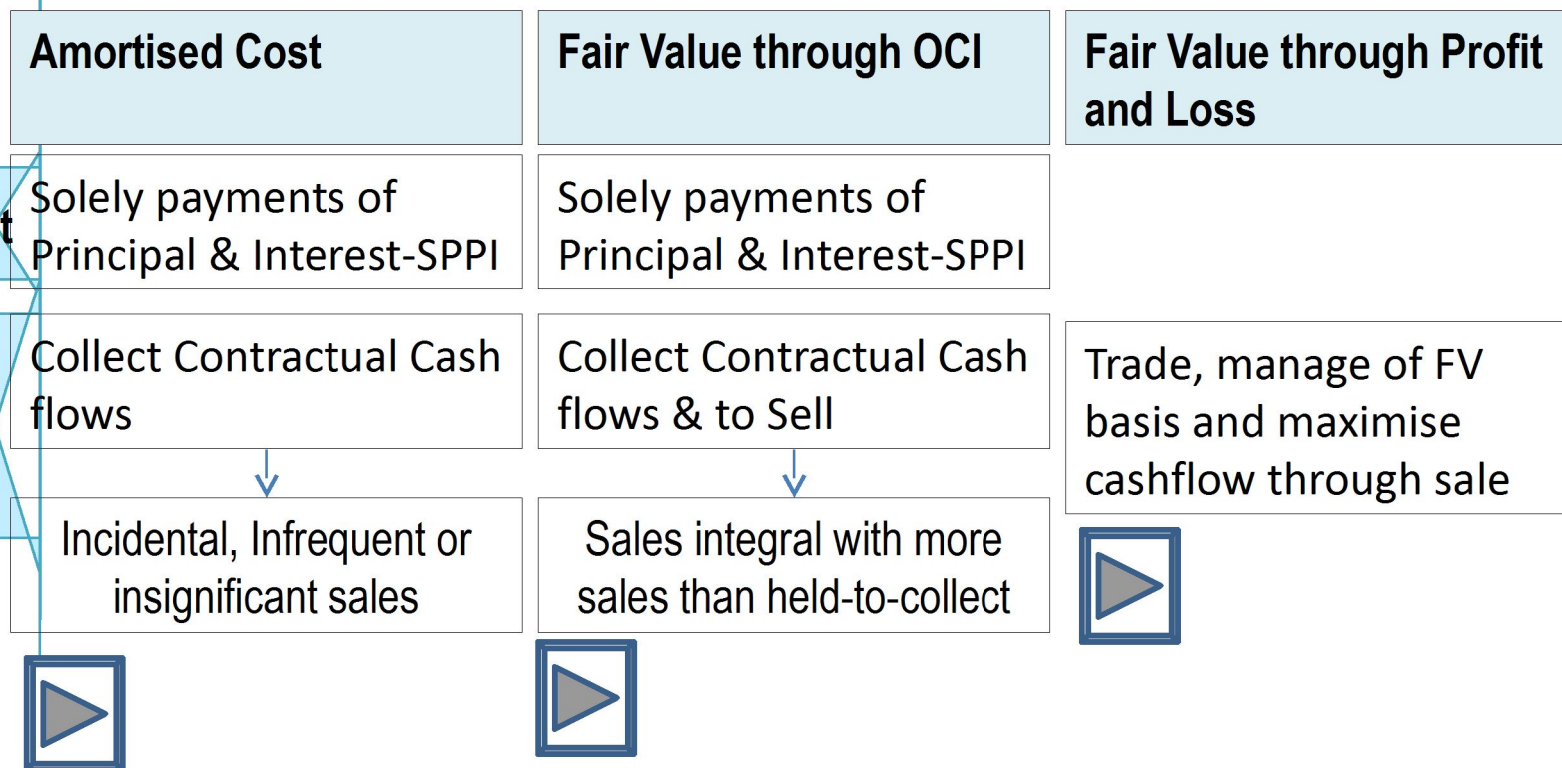 Amortised Cost
Fair Value through OCI
Fair Value through Profit
and Loss
t
Solely payments of
Principal & Interest-SPPI
Solely payments of
Principal & Interest-SPPI
Collect Contractual Cash
flows
Collect Contractual Cash
flows & to Sell
Trade, manage of FV
basis and maximise
cashflow through sale
Incidental, Infrequent or
insignificant sales
Sales integral with more
sales than held-to-collect